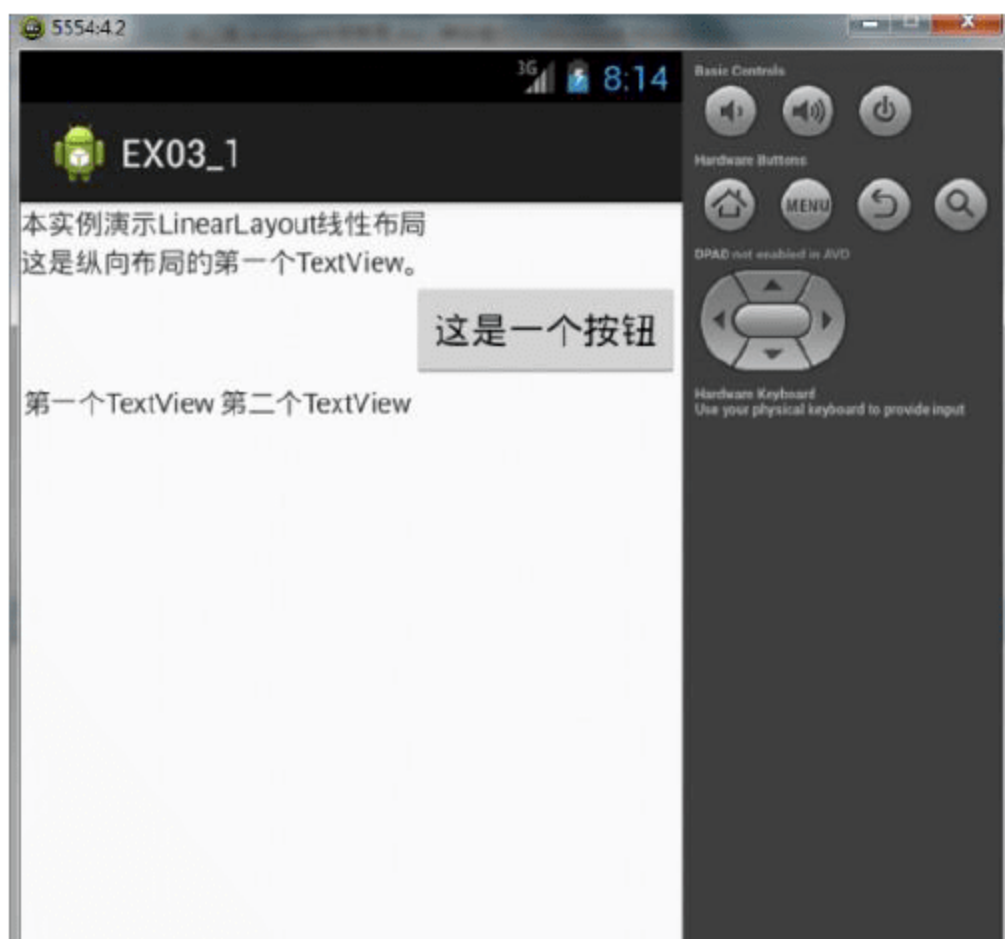 5554:4.2
3G 8:14
EX03_1
本实例演示LinearLayout线性布局
这是纵向布局的第一个TextView。
这是一个按钮
第一个TextView 第二个TextView
Basic Controls
Hardware Buttons
MENU
DPAD not enabled in AVD
Hardware Keyboard
Use your physical keyboard to provide input